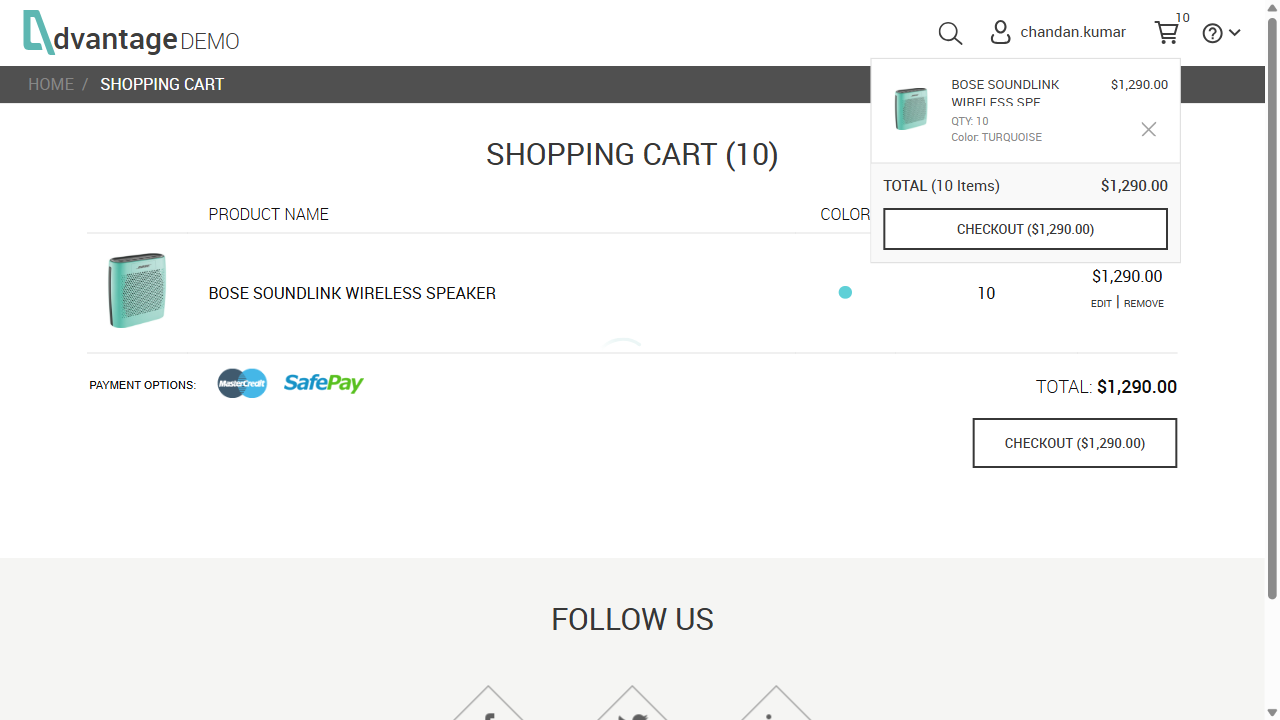 dvantage DEMO
chandan.kumar
10
HOME / SHOPPING CART
BOSE SOUNDLINK
WIRELESS SPE
$1,290.00
QTY: 10
Color: TURQUOISE
TOTAL (10 Items)
$1,290.00
CHECKOUT ($1,290.00)
SHOPPING CART (10)
PRODUCT NAME
COLOR
BOSE SOUNDLINK WIRELESS SPEAKER
10
$1,290.00
EDIT | REMOVE
PAYMENT OPTIONS:
MasterCredit
SafePay
TOTAL: $1,290.00
CHECKOUT ($1,290.00)
FOLLOW US